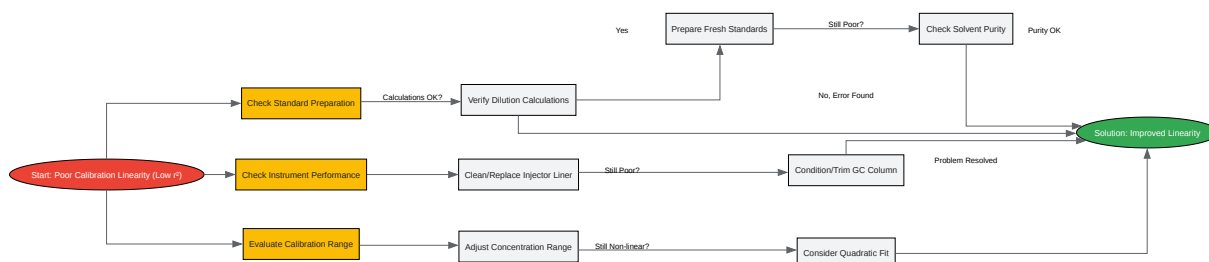 Yes
Prepare Fresh Standards
Still Poor?
Check Solvent Purity
Purity OK
Check Standard Preparation
Calculations OK?
Verify Dilution Calculations
No, Error Found
Solution: Improved Linearity
Start: Poor Calibration Linearity (Low r²)
Check Instrument Performance
Clean/Replace Injector Liner
Still Poor?
Condition/Trim GC Column
Problem Resolved
Evaluate Calibration Range
Adjust Concentration Range
Still Non-linear?
Consider Quadratic Fit